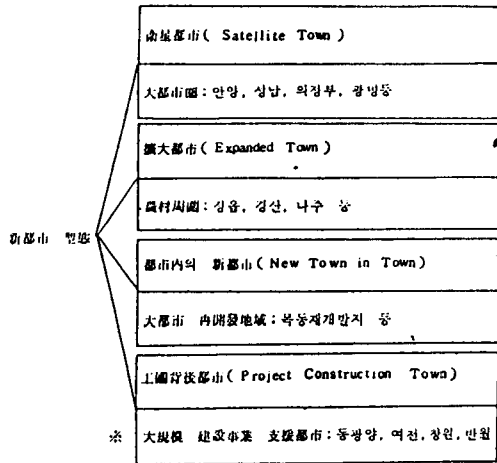 衛星都市( Satellite Town )
大都市圈 : 안양, 성남, 의정부, 광명등
擴大都市( Expanded Town )
農村周圈 : 정읍, 경산, 나주 등
新都市 型態
都市內의 新都市( New Town in Town )
大都市 內開發地域 : 목동재개발지 등
工團背後都市( Project Construction Town )
※ 大規模 建設事業 支援都市 : 동광양, 여천, 창원, 반월